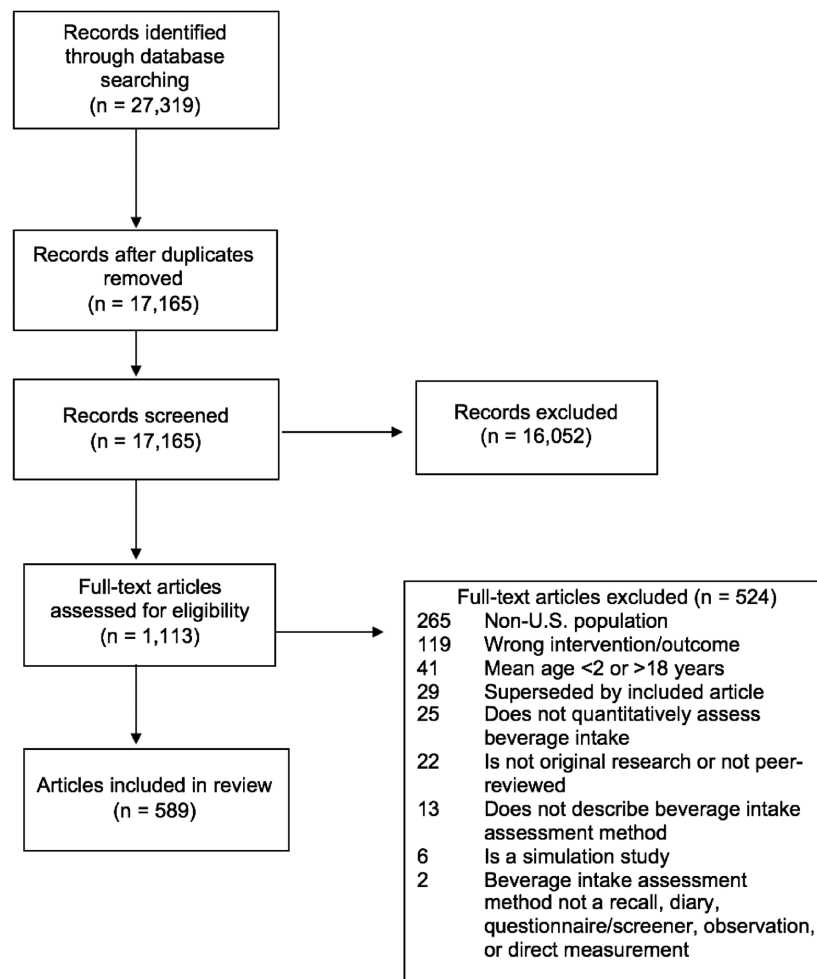 Records identified
through database
searching
(n = 27,319)
Records after duplicates
removed
(n = 17,165)
Records screened
(n = 17,165)
Records excluded
(n = 16,052)
Full-text articles
assessed for eligibility
(n = 1,113)
Full-text articles excluded (n = 524)
265 Non-U.S. population
119 Wrong intervention/outcome
41 Mean age <2 or >18 years
29 Superseded by included article
25 Does not quantitatively assess
beverage intake
22 Is not original research or not peer-
reviewed
13 Does not describe beverage intake
assessment method
6 Is a simulation study
2 Beverage intake assessment
method not a recall, diary,
questionnaire/screener, observation,
or direct measurement
Articles included in review
(n = 589)